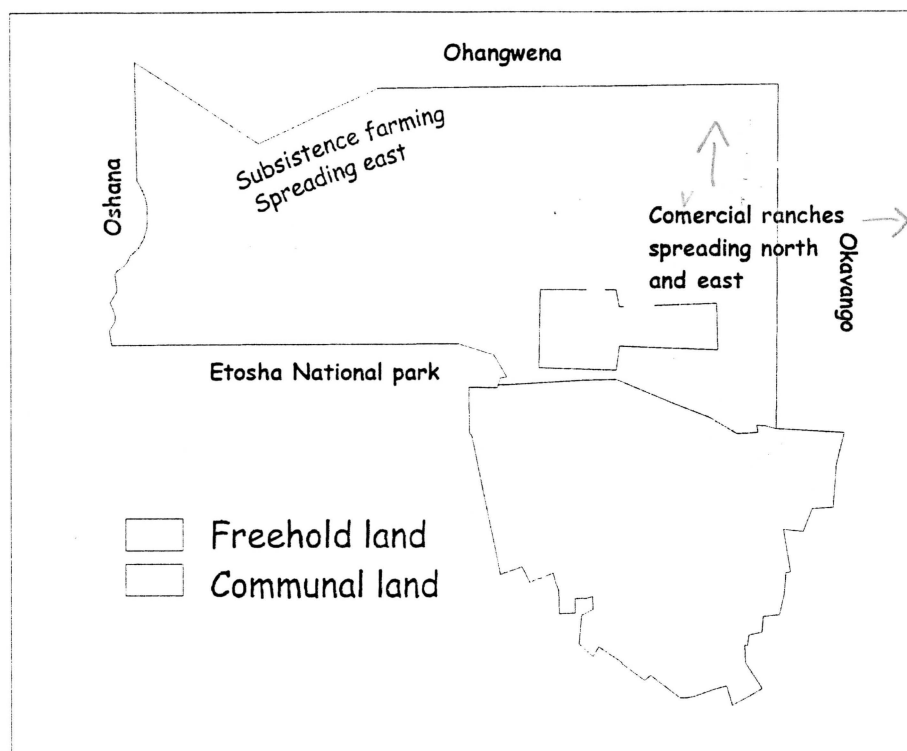 Ohangwena
Subsistence farming
Spreading east
Oshana
Comercial ranches
spreading north
and east
Okavango
Etosha National park
Freehold land
Communal land